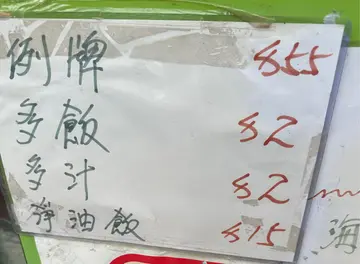 例牌 $55
多飯 $2
多汁 $2
淨油飯 $15
海